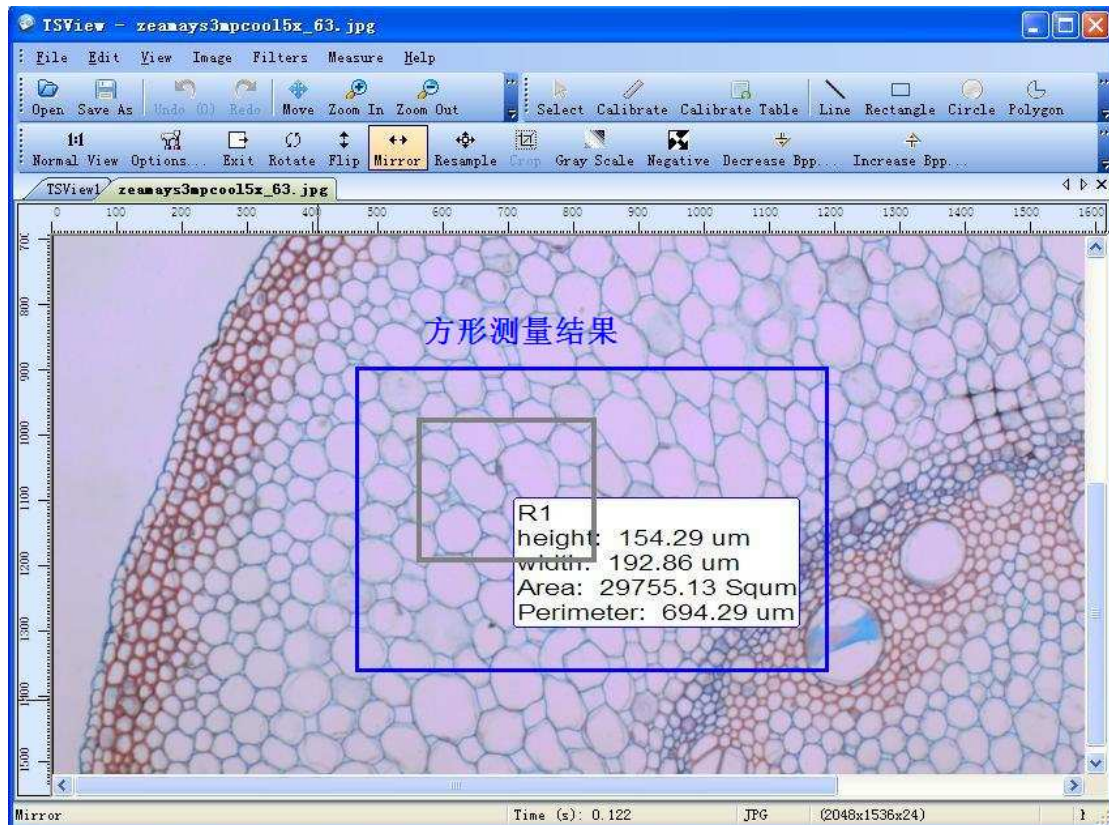 TSView - zeamays3mpcool5x_63.jpg
File Edit View Image Filters Measure Help
Open Save As Undo (0) Redo Move Zoom In Zoom Out Select Calibrate Calibrate Table Line Rectangle Circle Polygon
1:1
Normal View Options... Exit Rotate Flip Mirror Resample Crop Gray Scale Negative Decrease Bpp... Increase Bpp...
TSView1 zeamays3mpcool5x_63.jpg
0 100 200 300 400 500 600 700 800 900 1000 1100 1200 1300 1400 1500 1600
700
800
900
1000
1100
1200
1300
1400
1500
方形测量结果
R1
height: 154.29 um
width: 192.86 um
Area: 29755.13 Squm
Perimeter: 694.29 um
Mirror Time (s): 0.122 JPG (2048x1536x24)